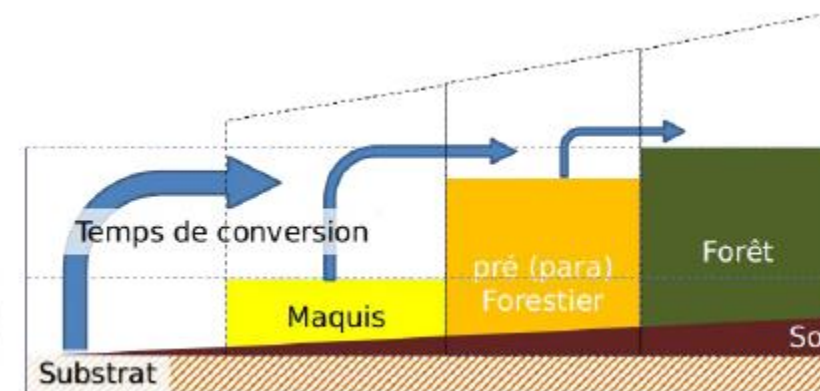 Temps de conversion
pré (para)
Forestier
Forêt
Maquis
So
Substrat